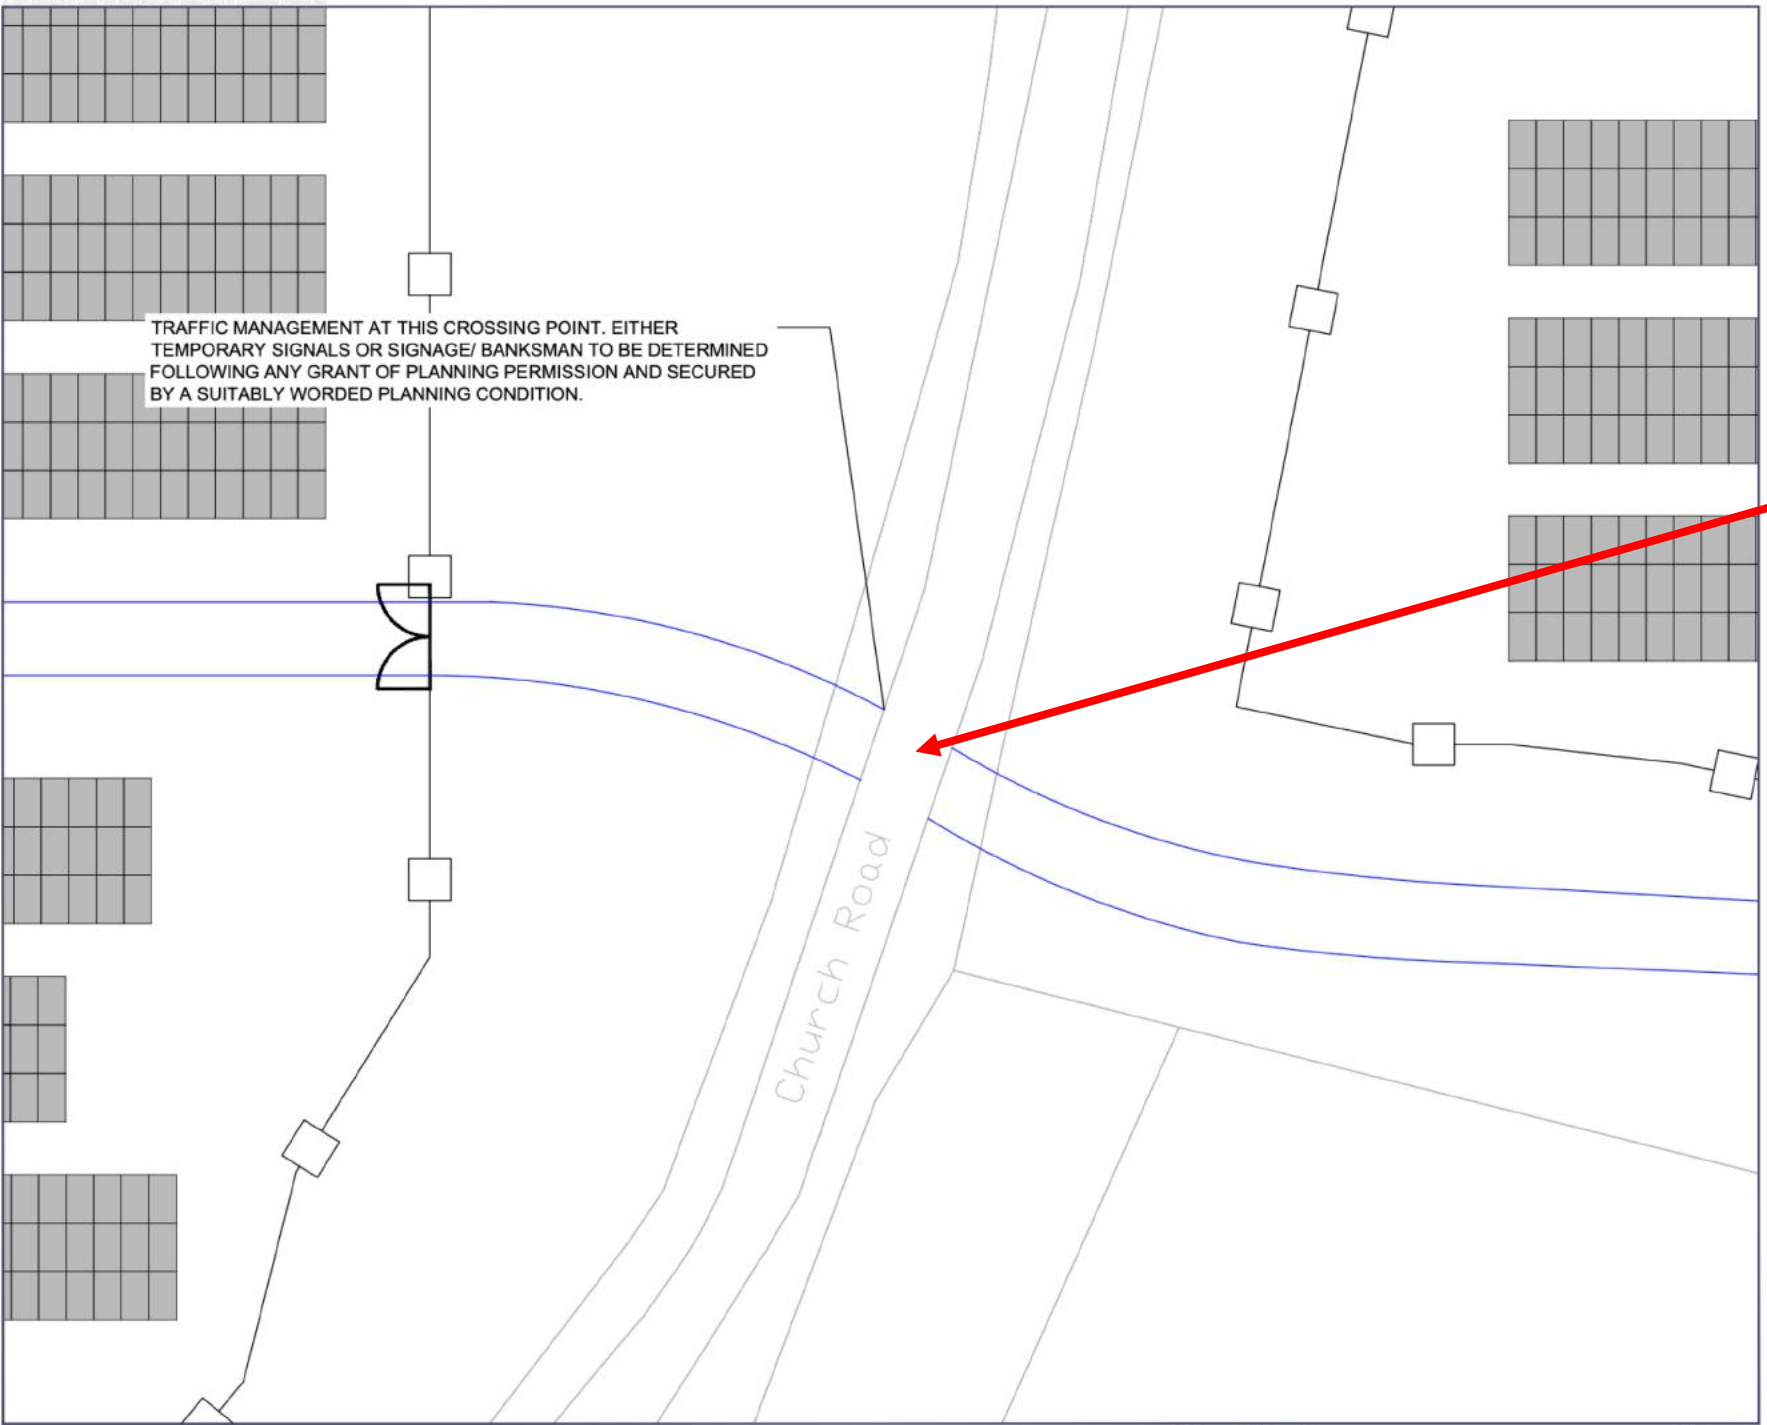 TRAFFIC MANAGEMENT AT THIS CROSSING POINT. EITHER
TEMPORARY SIGNALS OR SIGNAGE/ BANKSMAN TO BE DETERMINED
FOLLOWING ANY GRANT OF PLANNING PERMISSION AND SECURED
BY A SUITABLY WORDED PLANNING CONDITION.
Church Road